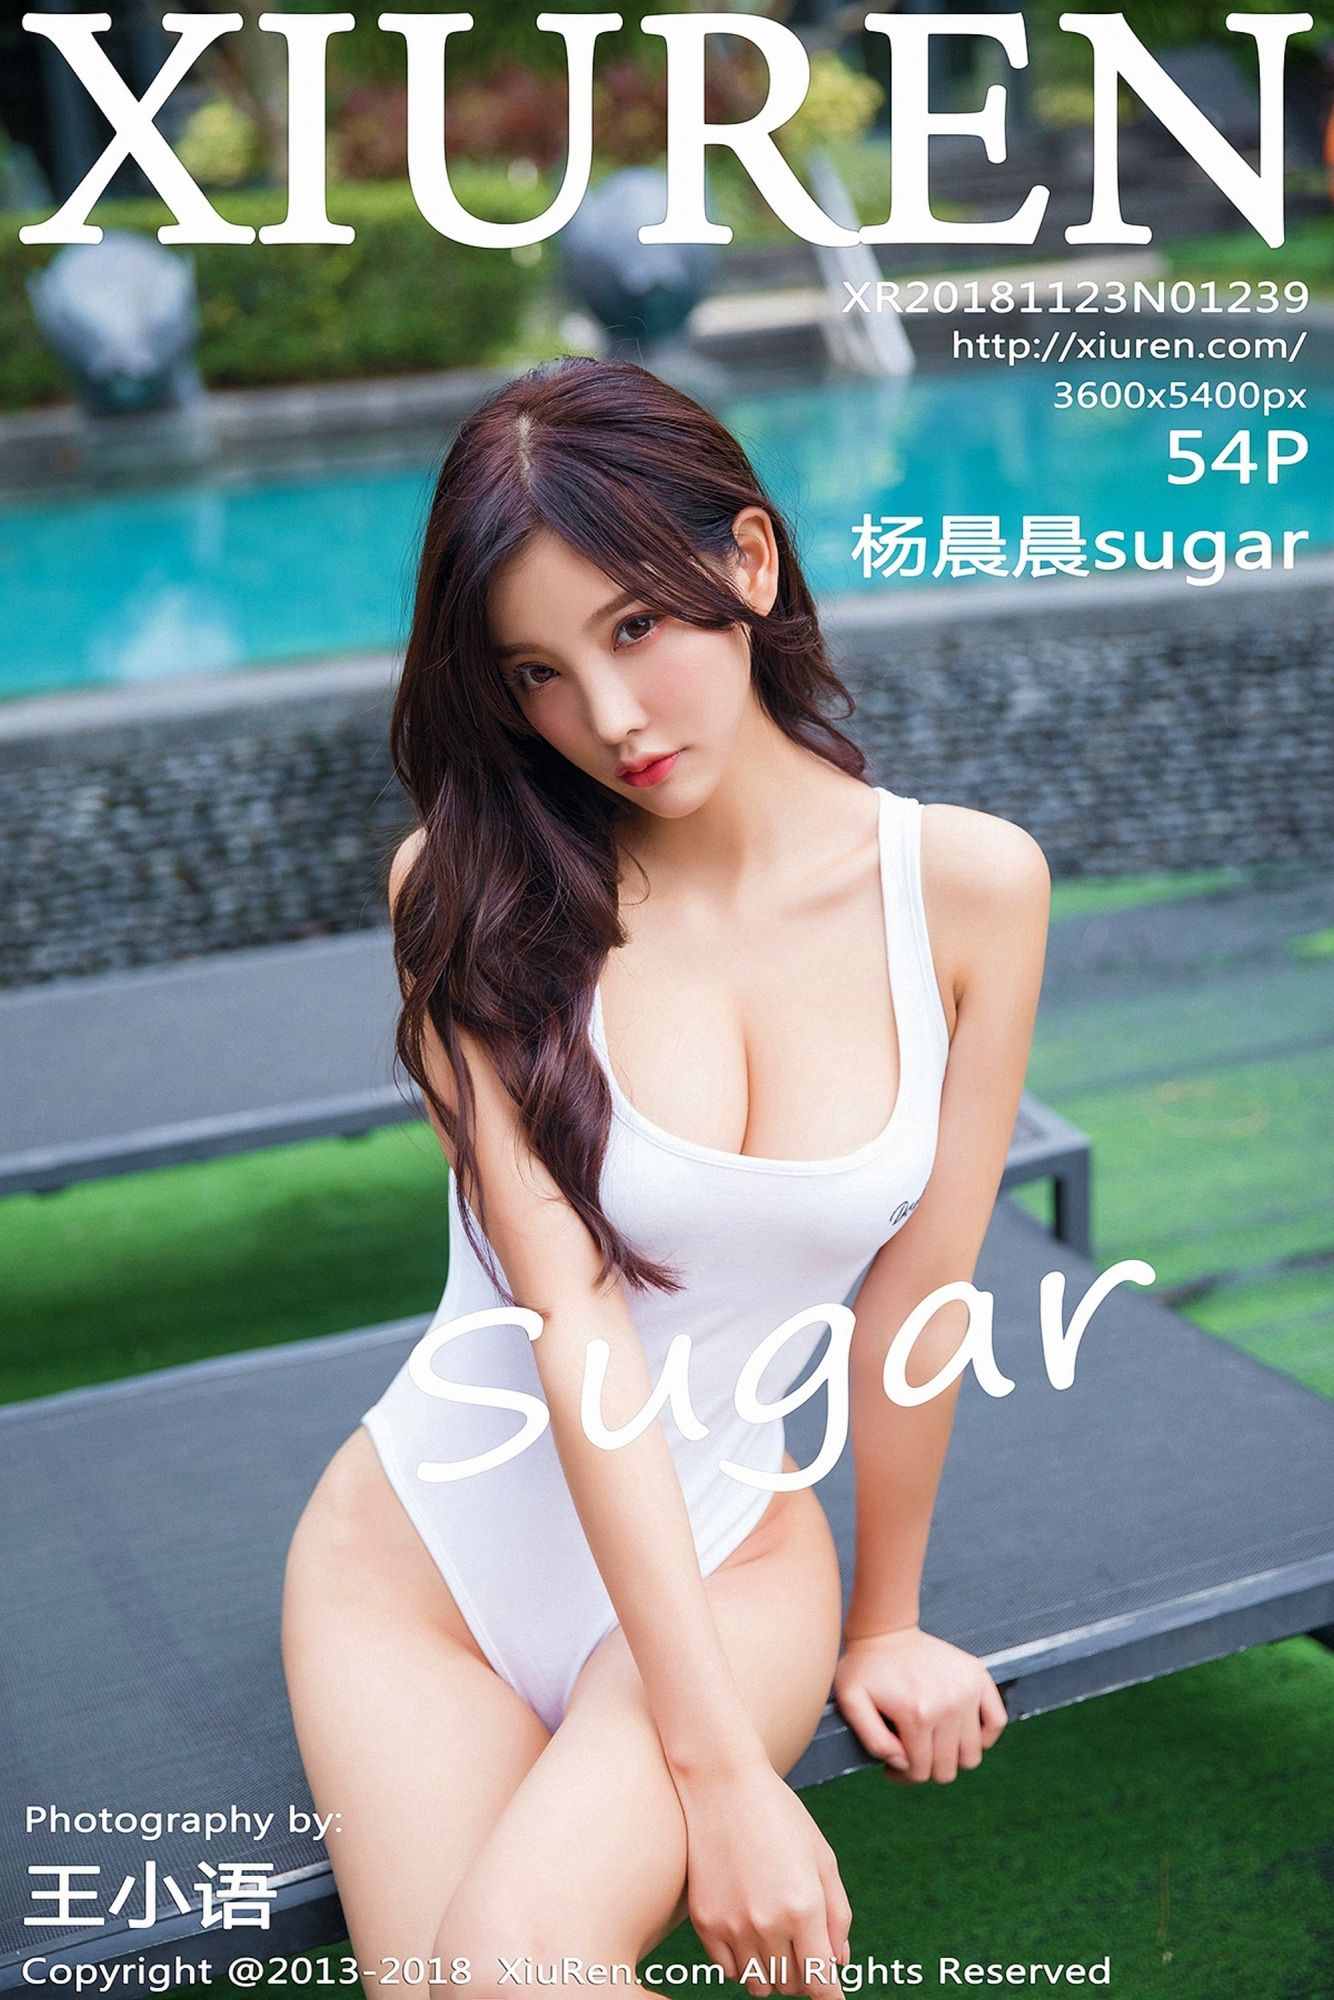 XIUREN
XR20181123N01239
http://xiuren.com/
3600x5400px
54P
杨晨晨sugar
Sugar
Photography by:
王小语
Copyright @2013-2018 XiuRen.com All Rights Reserved